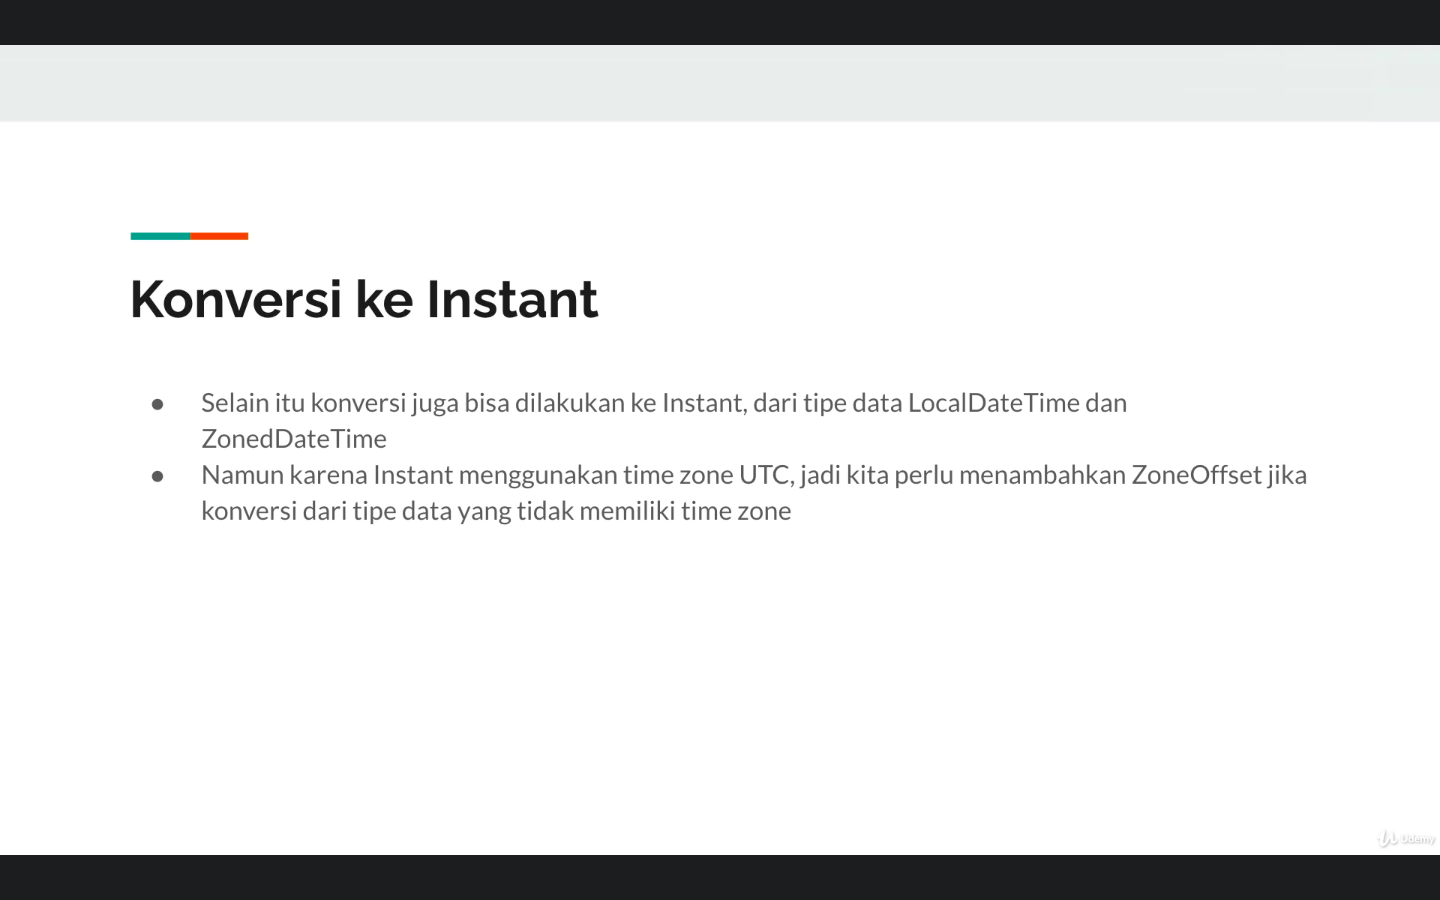 Konversi ke Instant
● Selain itu konversi juga bisa dilakukan ke Instant, dari tipe data LocalDateTime dan
ZonedDateTime
● Namun karena Instant menggunakan time zone UTC, jadi kita perlu menambahkan ZoneOffset jika
konversi dari tipe data yang tidak memiliki time zone
Udemy